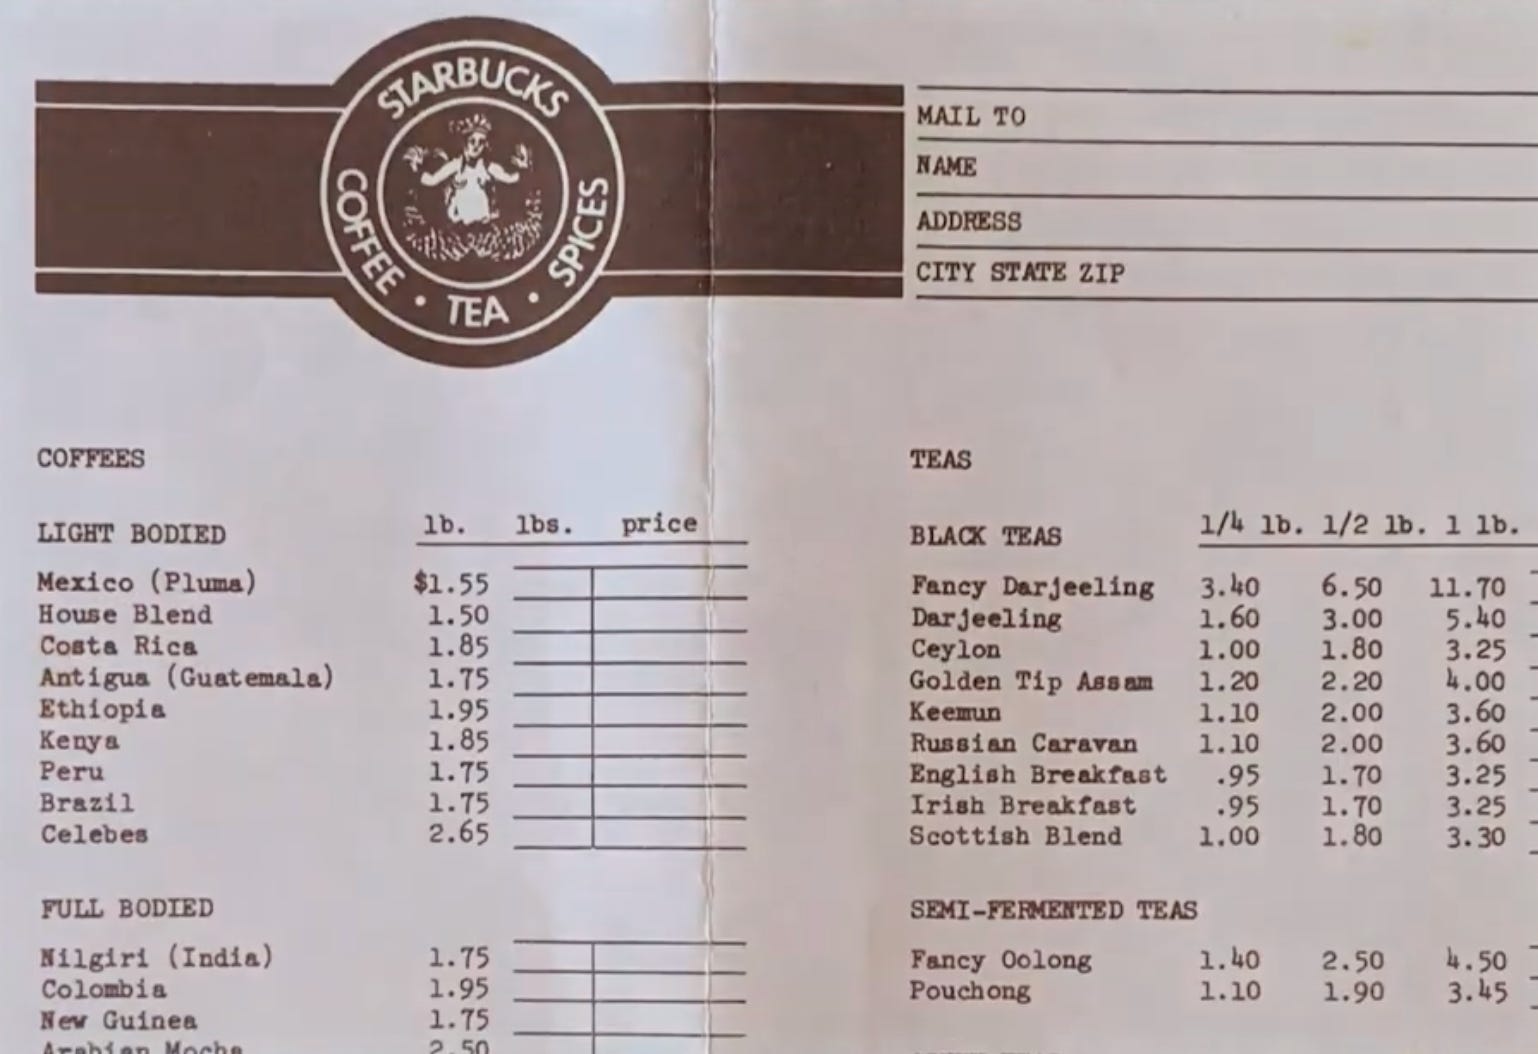 STARBUCKS
COFFEE • TEA • SPICES
MAIL TO
NAME
ADDRESS
CITY STATE ZIP
COFFEES
LIGHT BODIED lb. lbs. price
Mexico (Pluma) $1.55
House Blend 1.50
Costa Rica 1.85
Antigua (Guatemala) 1.75
Ethiopia 1.95
Kenya 1.85
Peru 1.75
Brazil 1.75
Celebes 2.65
FULL BODIED
Nilgiri (India) 1.75
Colombia 1.95
New Guinea 1.75
Arabian Mocha 2.50
TEAS
BLACK TEAS 1/4 lb. 1/2 lb. 1 lb.
Fancy Darjeeling 3.40 6.50 11.70
Darjeeling 1.60 3.00 5.40
Ceylon 1.00 1.80 3.25
Golden Tip Assam 1.20 2.20 4.00
Keemun 1.10 2.00 3.60
Russian Caravan 1.10 2.00 3.60
English Breakfast .95 1.70 3.25
Irish Breakfast .95 1.70 3.25
Scottish Blend 1.00 1.80 3.30
SEMI-FERMENTED TEAS
Fancy Oolong 1.40 2.50 4.50
Pouchong 1.10 1.90 3.45